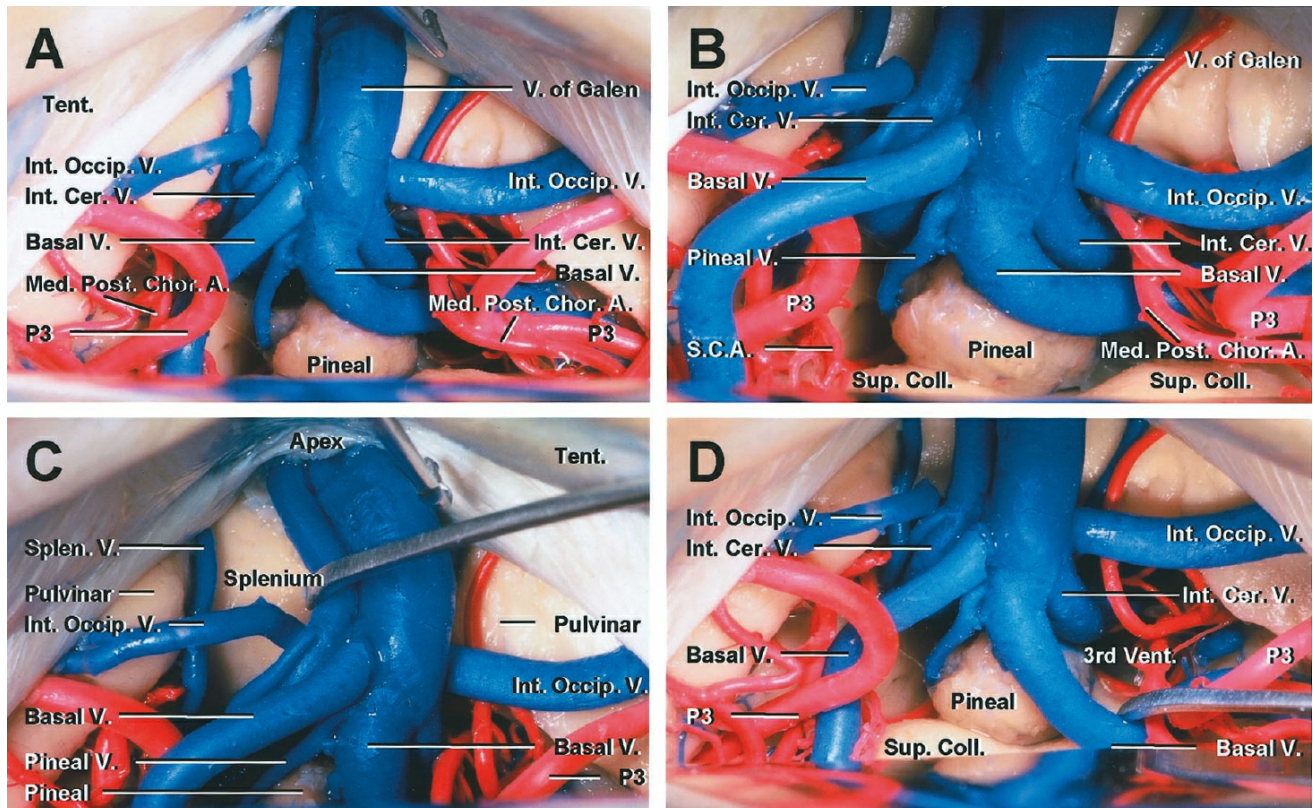 A
Tent.
V. of Galen
Int. Occip. V.
Int. Occip. V.
Int. Cer. V.
Basal V.
Int. Cer. V.
Basal V.
Med. Post. Chor. A.
Med. Post. Chor. A.
P3
P3
Pineal
B
V. of Galen
Int. Occip. V.
Int. Cer. V.
Basal V.
Int. Occip. V.
Int. Cer. V.
Pineal V.
Basal V.
P3
P3
S.C.A.
Pineal
Med. Post. Chor. A.
Sup. Coll.
Sup. Coll.
C
Apex
Tent.
Splen. V.
Splenium
Pulvinar
Int. Occip. V.
Pulvinar
Int. Occip. V.
Basal V.
Basal V.
Pineal V.
P3
Pineal
D
Int. Occip. V.
Int. Occip. V.
Int. Cer. V.
Int. Cer. V.
Basal V.
3rd Vent.
P3
Pineal
P3
Sup. Coll.
Basal V.